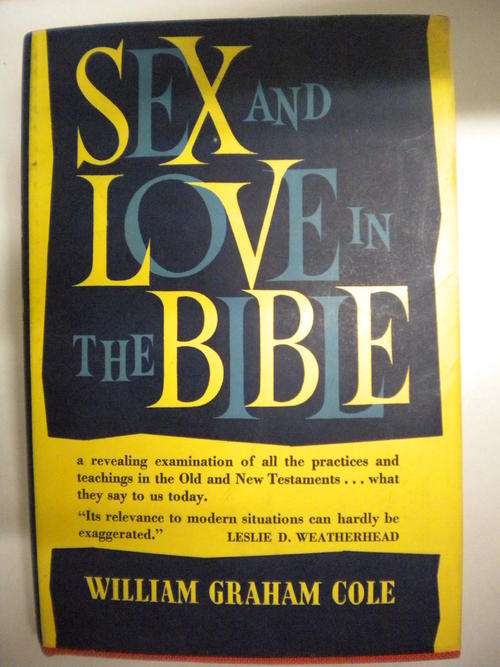 SEX AND
LOVE IN
THE BIBLE
a revealing examination of all the practices and
teachings in the Old and New Testaments . . . what
they say to us today.
“Its relevance to modern situations can hardly be
exaggerated.” LESLIE D. WEATHERHEAD
WILLIAM GRAHAM COLE